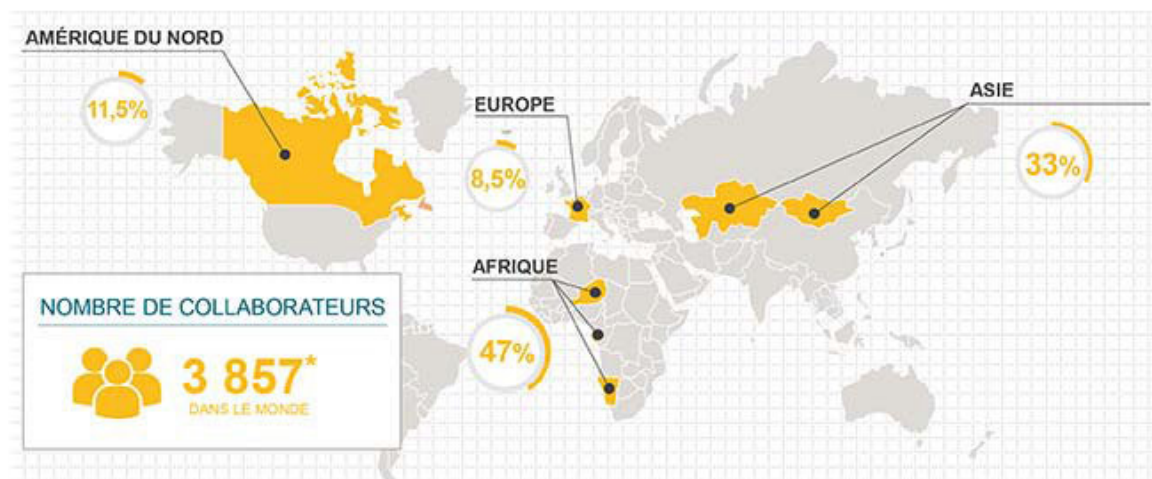 AMÉRIQUE DU NORD
11,5%
EUROPE
8,5%
ASIE
33%
AFRIQUE
47%
NOMBRE DE COLLABORATEURS
3 857*
DANS LE MONDE